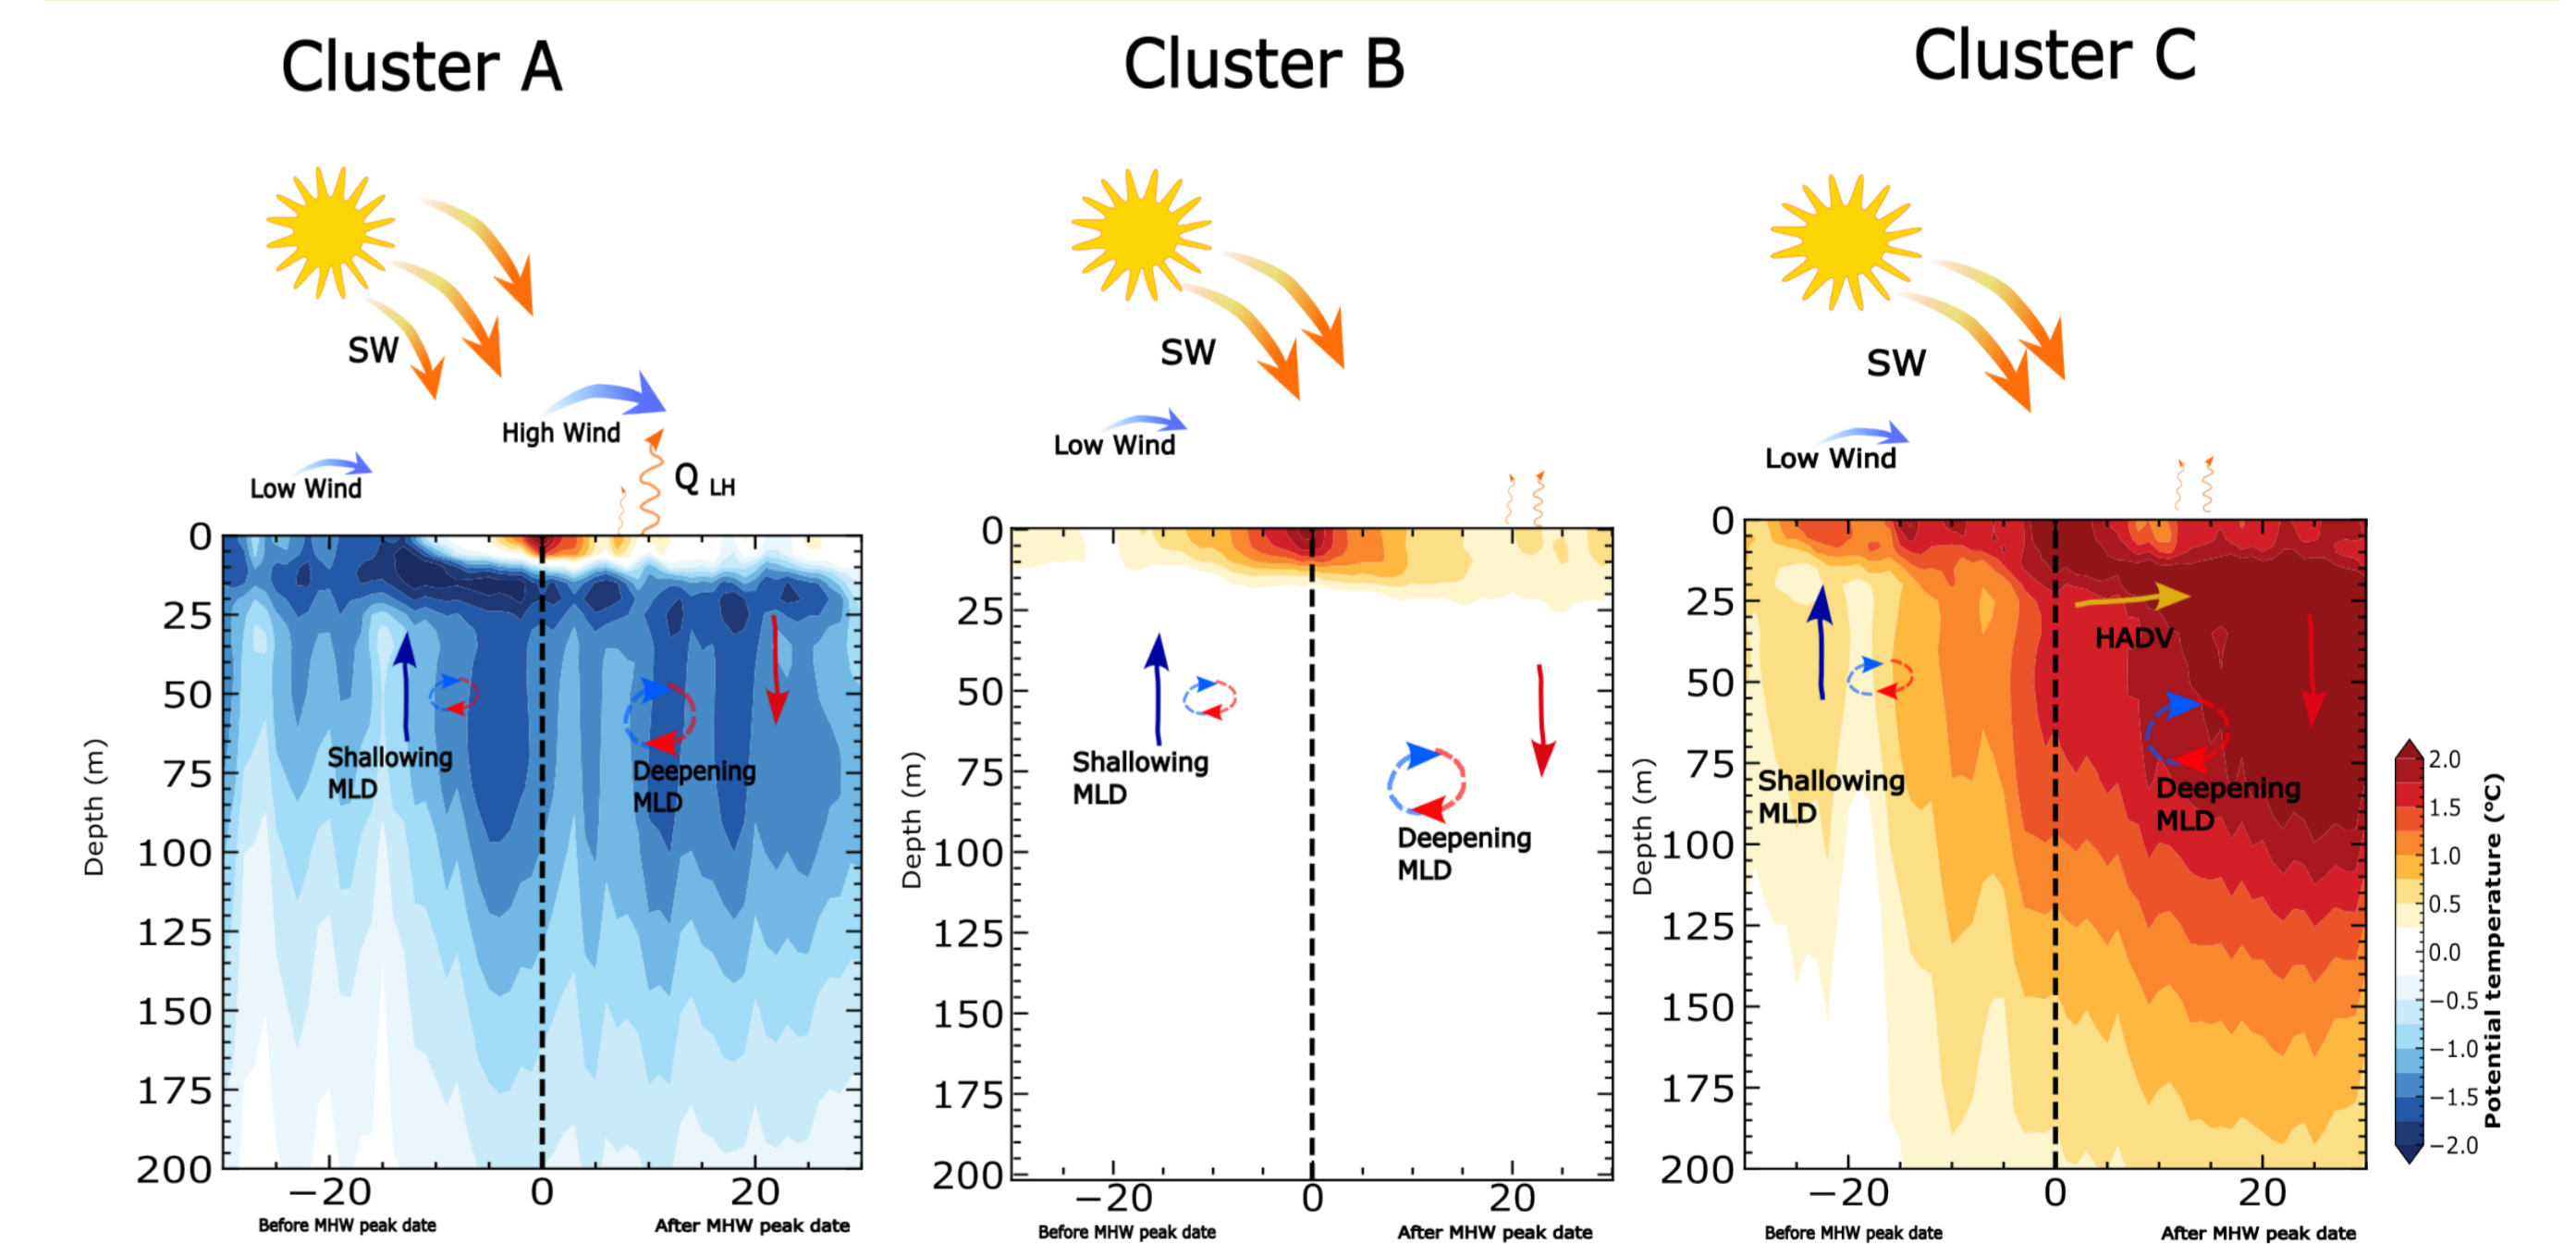 Cluster A
Cluster B
Cluster C
SW
High Wind
Low Wind
Q LH
SW
Low Wind
SW
Low Wind
0
25
50
75
100
125
150
175
200
Depth (m)
Shallowing
MLD
Deepening
MLD
−20
0
20
Before MHW peak date
After MHW peak date
0
25
50
75
100
125
150
175
200
Depth (m)
Shallowing
MLD
Deepening
MLD
−20
0
20
Before MHW peak date
After MHW peak date
0
25
50
75
100
125
150
175
200
Depth (m)
HADV
Shallowing
MLD
Deepening
MLD
−20
0
20
Before MHW peak date
After MHW peak date
2.0
1.5
1.0
0.5
0.0
−0.5
−1.0
−1.5
−2.0
Potential temperature (°C)